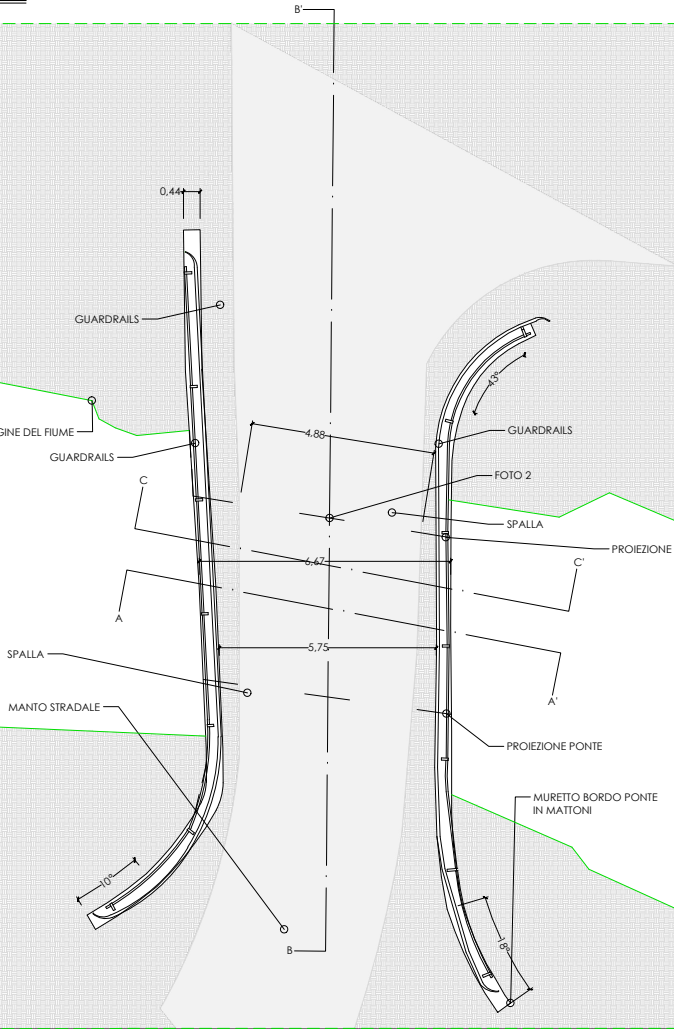 B'
0,44
GUARDRAILS
43°
4,88
GUARDRAILS
GINE DEL FIUME
GUARDRAILS
FOTO 2
C
SPALLA
PROIEZIONE
6,67
C'
A
5,75
SPALLA
A'
MANTO STRADALE
PROIEZIONE PONTE
MURETTO BORDO PONTE
IN MATTONI
10°
18°
B